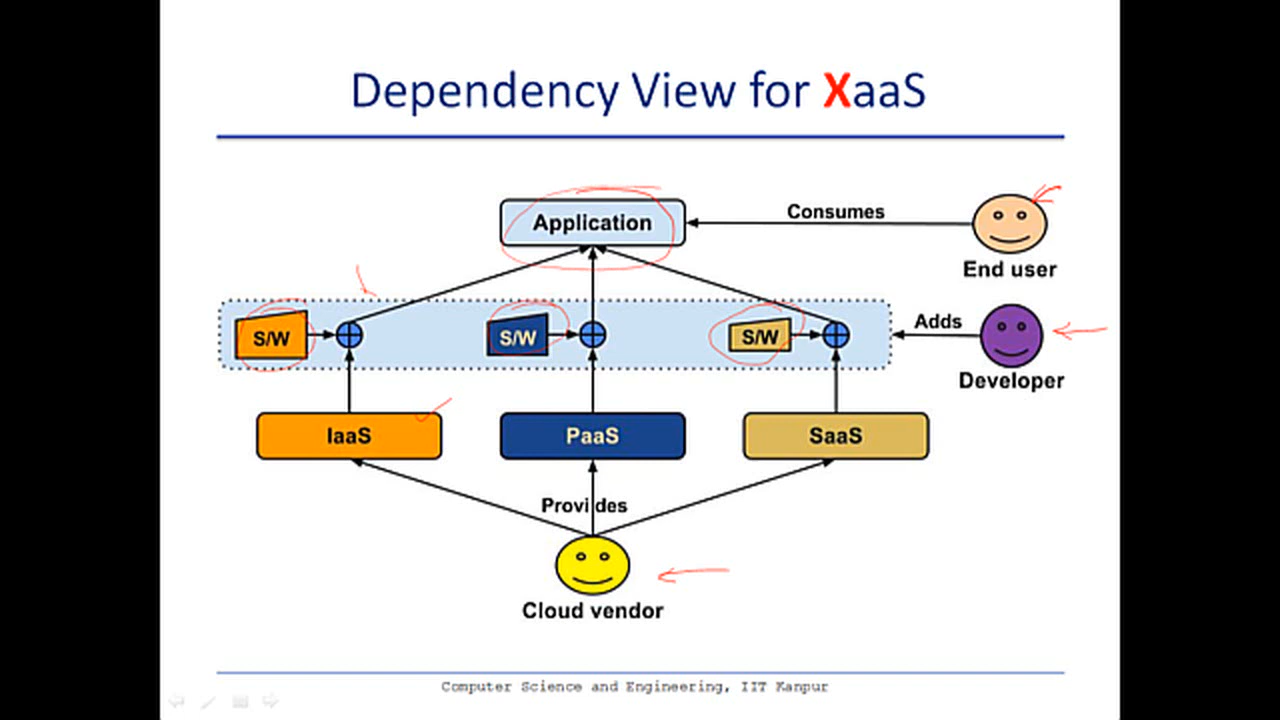 Dependency View for XaaS
Application
Consumes
End user
S/W
S/W
S/W
Adds
Developer
IaaS
PaaS
SaaS
Provides
Cloud vendor
Computer Science and Engineering, IIT Kanpur